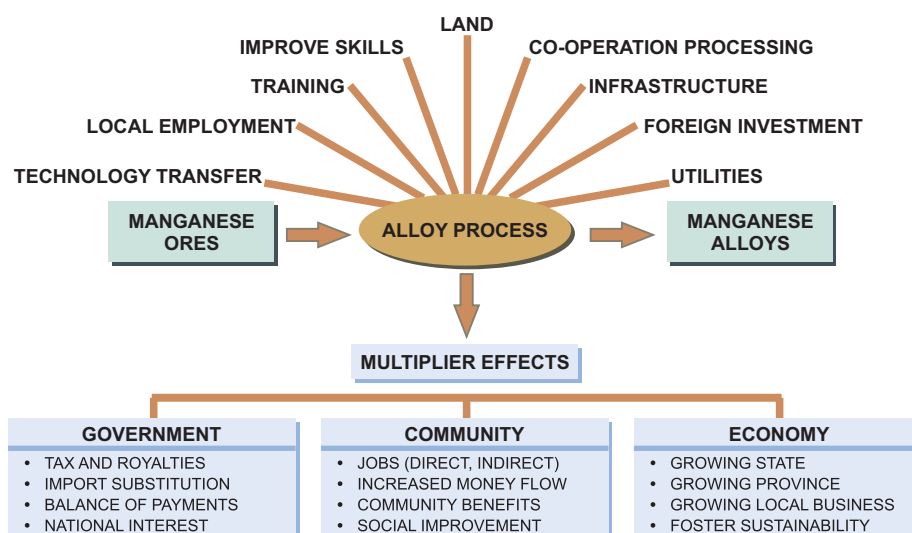 LAND
IMPROVE SKILLS
CO-OPERATION PROCESSING
TRAINING
INFRASTRUCTURE
LOCAL EMPLOYMENT
FOREIGN INVESTMENT
TECHNOLOGY TRANSFER
UTILITIES
MANGANESE
ORES
ALLOY PROCESS
MANGANESE
ALLOYS
MULTIPLIER EFFECTS
GOVERNMENT
• TAX AND ROYALTIES
• IMPORT SUBSTITUTION
• BALANCE OF PAYMENTS
• NATIONAL INTEREST
COMMUNITY
• JOBS (DIRECT, INDIRECT)
• INCREASED MONEY FLOW
• COMMUNITY BENEFITS
• SOCIAL IMPROVEMENT
ECONOMY
• GROWING STATE
• GROWING PROVINCE
• GROWING LOCAL BUSINESS
• FOSTER SUSTAINABILITY